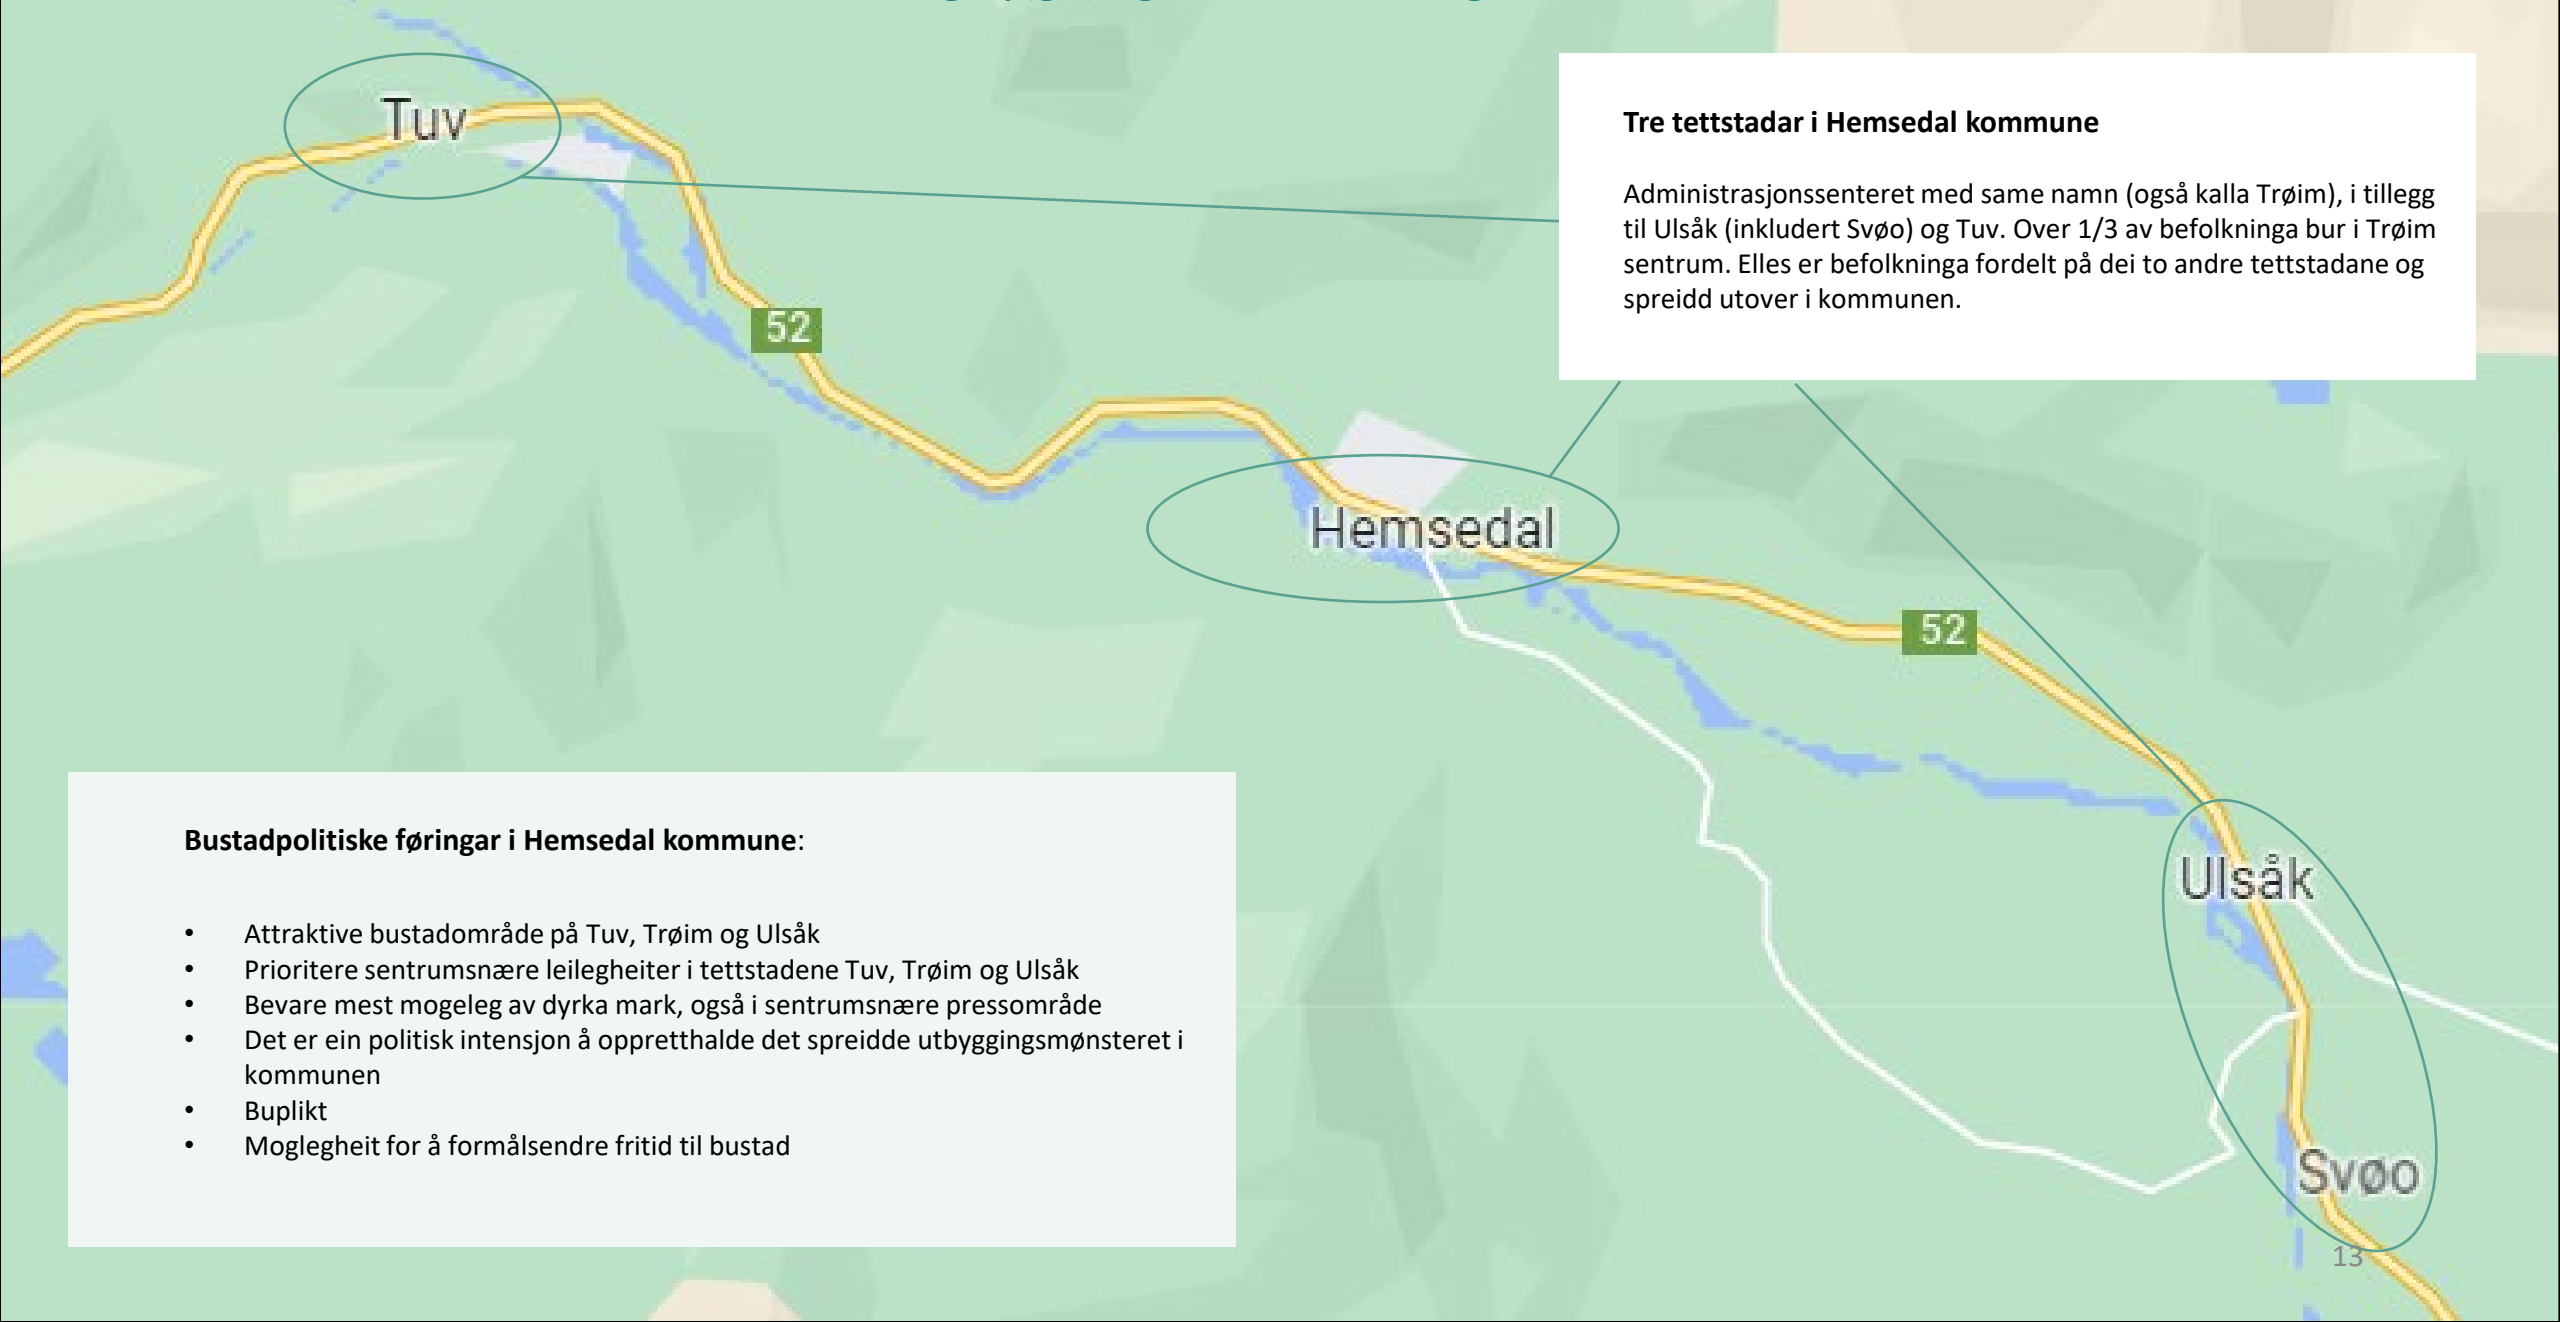 Tuv
Tre tettstadar i Hemsedal kommune
Administrasjonssenteret med same namn (også kalla Trøim), i tillegg
til Ulsåk (inkludert Svøo) og Tuv. Over 1/3 av befolkninga bur i Trøim
sentrum. Elles er befolkninga fordelt på dei to andre tettstadane og
spreidd utover i kommunen.
52
Hemsedal
52
Bustadpolitiske føringar i Hemsedal kommune:
• Attraktive bustadområde på Tuv, Trøim og Ulsåk
• Prioritere sentrumsnære leilegheiter i tettstadene Tuv, Trøim og Ulsåk
• Bevare mest mogeleg av dyrka mark, også i sentrumsnære pressområde
• Det er ein politisk intensjon å oppretthalde det spreidde utbyggingsmønsteret i
kommunen
• Buplikt
• Moglegheit for å formålsendre fritid til bustad
Ulsåk
Svøo
13